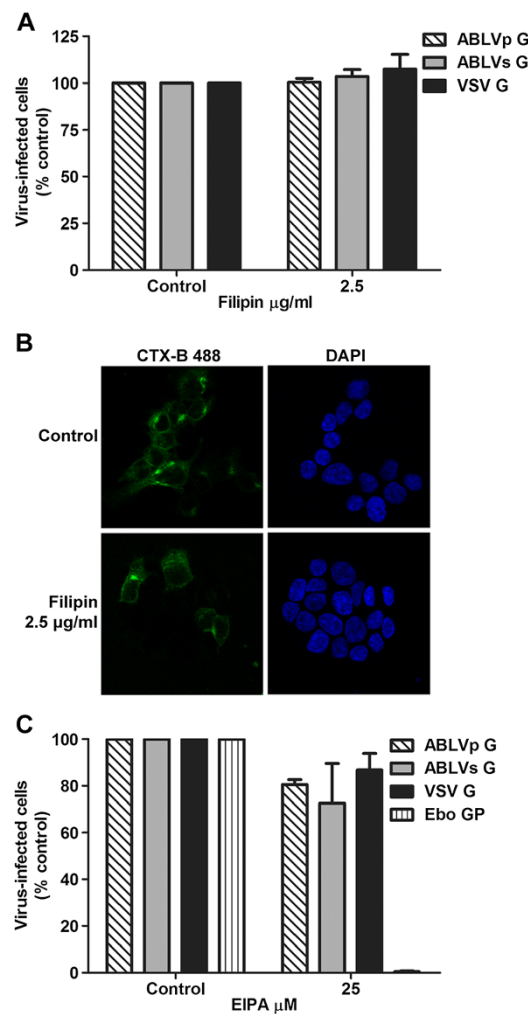 A
125
100
75
50
25
0
Virus-infected cells
(% control)
Control
2.5
Filipin μg/ml
ABLVp G
ABLVs G
VSV G
B
CTX-B 488
DAPI
Control
Filipin
2.5 μg/ml
C
100
80
60
40
20
0
Virus-infected cells
(% control)
Control
25
EIPA μM
ABLVp G
ABLVs G
VSV G
Ebo GP